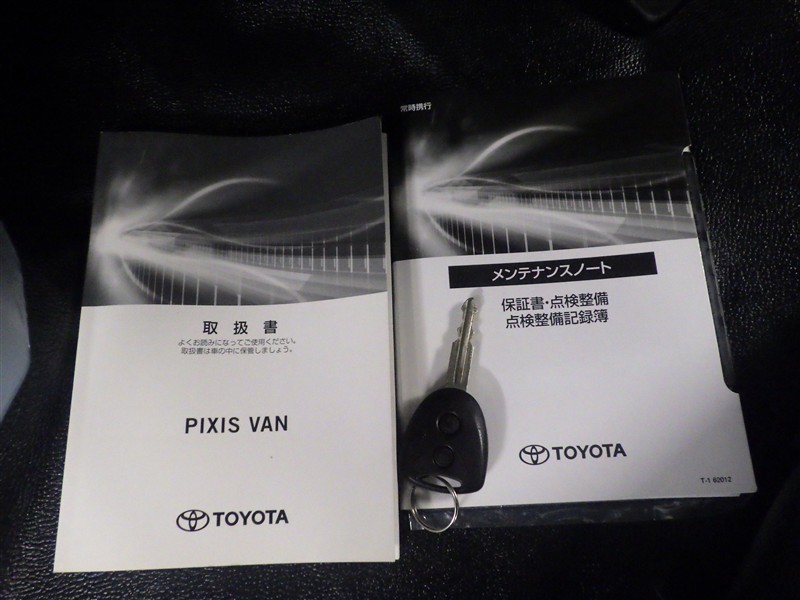 取扱書
よくお読みになってご使用ください。
取扱書は車の中に保管しましょう。
PIXIS VAN
TOYOTA
常時携行
メンテナンスノート
保証書・点検整備
点検整備記録簿
TOYOTA
T-1 62012